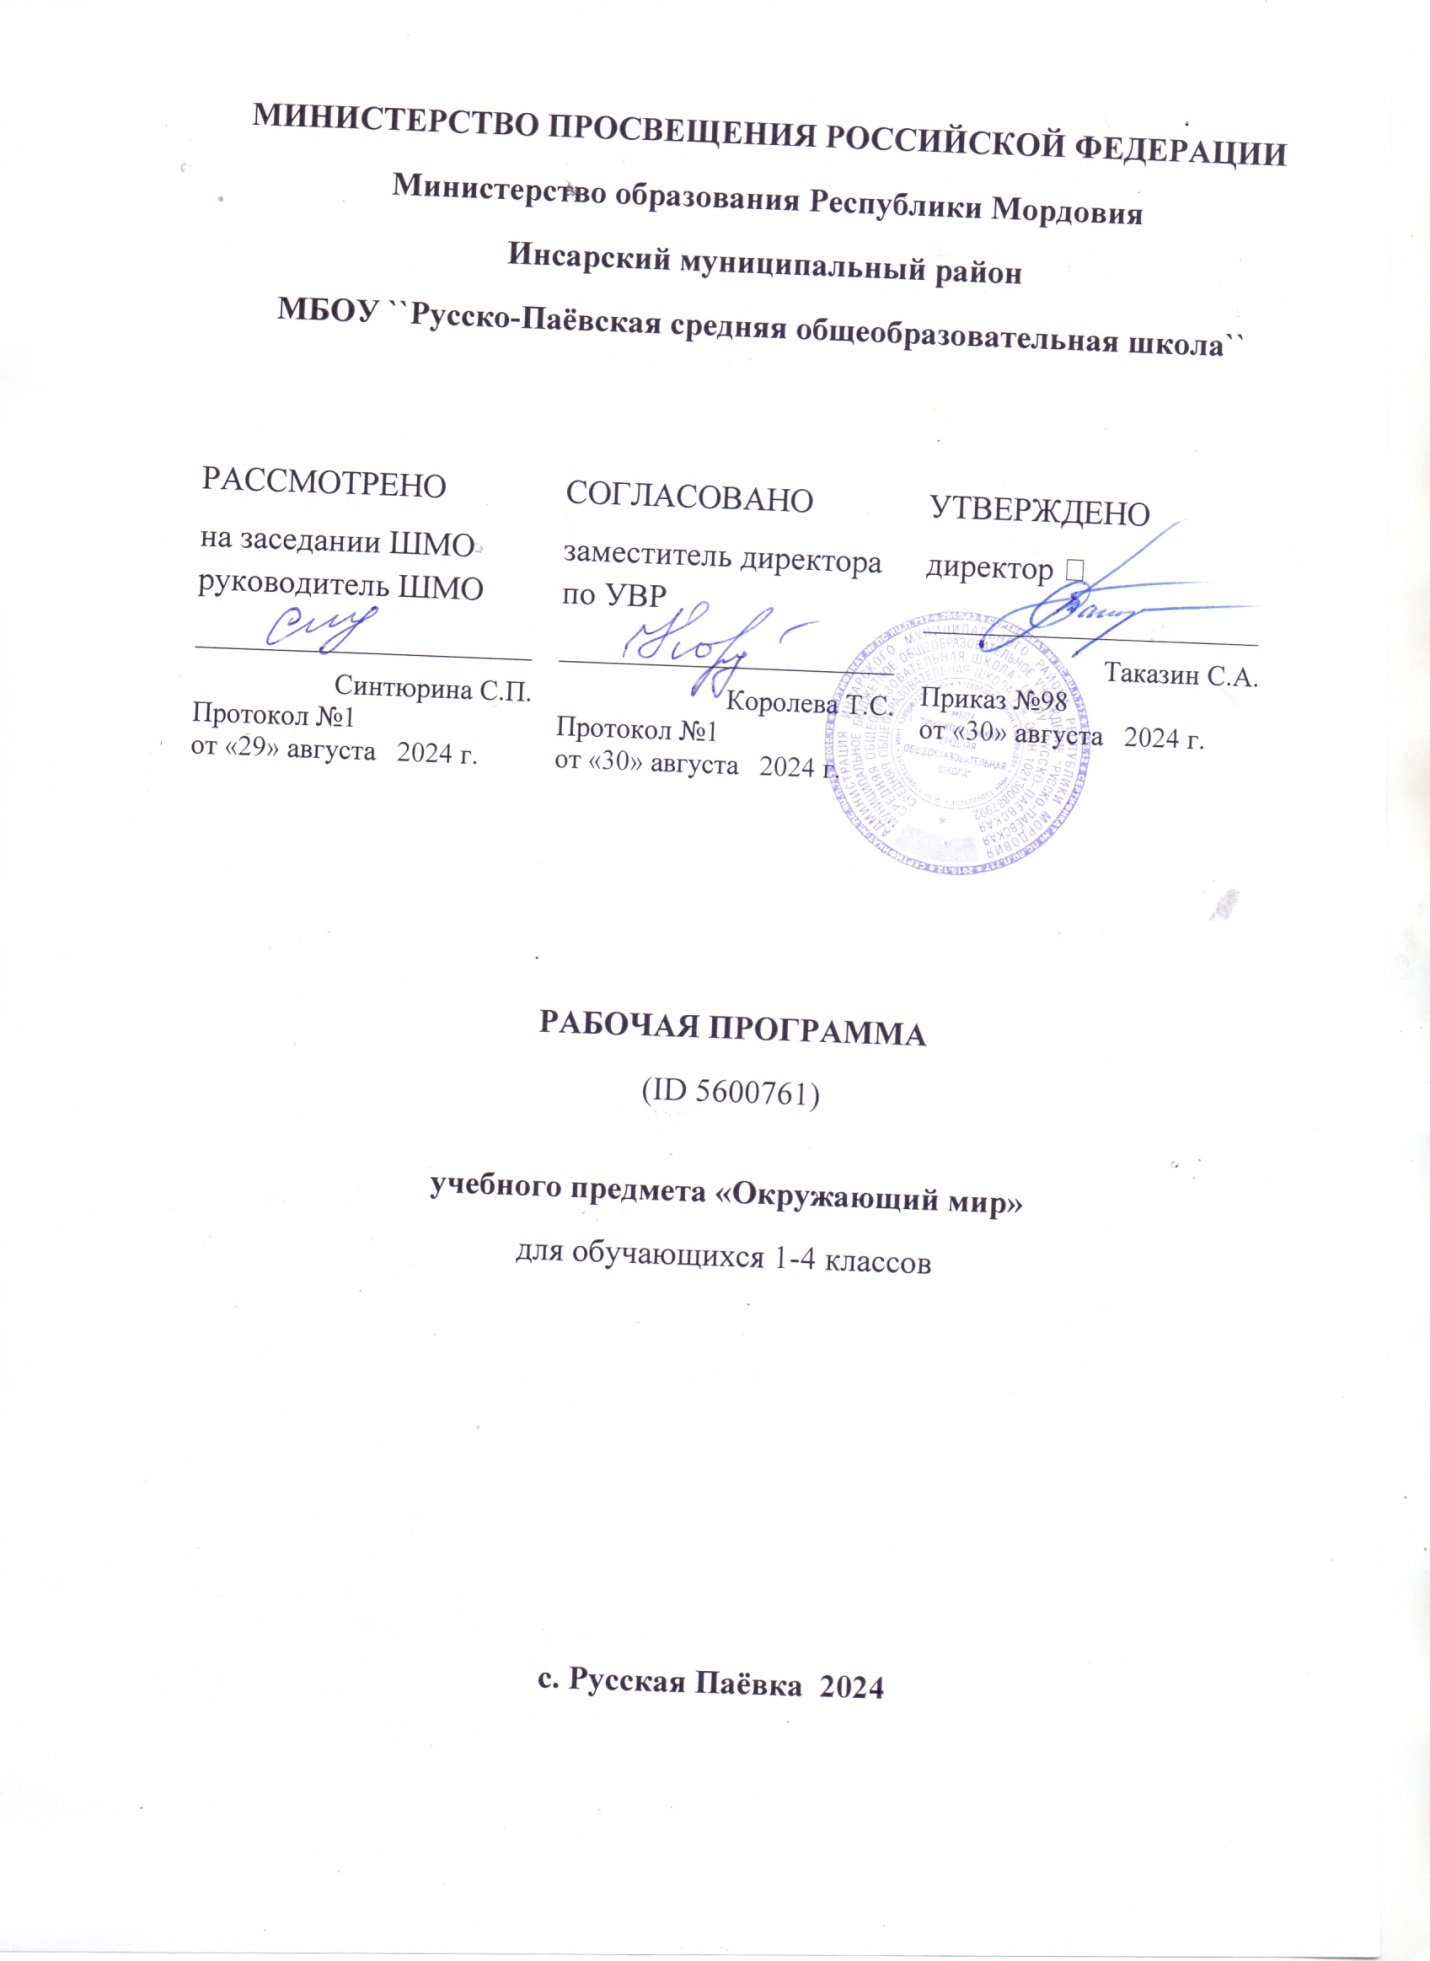 МИНИСТЕРСТВО ПРОСВЕЩЕНИЯ РОССИЙСКОЙ ФЕДЕРАЦИИ
Министерство образования Республики Мордовия
Инсарский муниципальный район
МБОУ ``Русско-Паёвская средняя общеобразовательная школа``
РАССМОТРЕНО
на заседании ШМО
руководитель ШМО
Синтюрина С.П.
Протокол №1
от «29» августа 2024 г.
СОГЛАСОВАНО
заместитель директора
по УВР
Королева Т.С.
Протокол №1
от «30» августа 2024 г.
УТВЕРЖДЕНО
директор
Таказин С.А.
Приказ №98
от «30» августа 2024 г.
РАБОЧАЯ ПРОГРАММА
(ID 5600761)
учебного предмета «Окружающий мир»
для обучающихся 1-4 классов
с. Русская Паёвка 2024